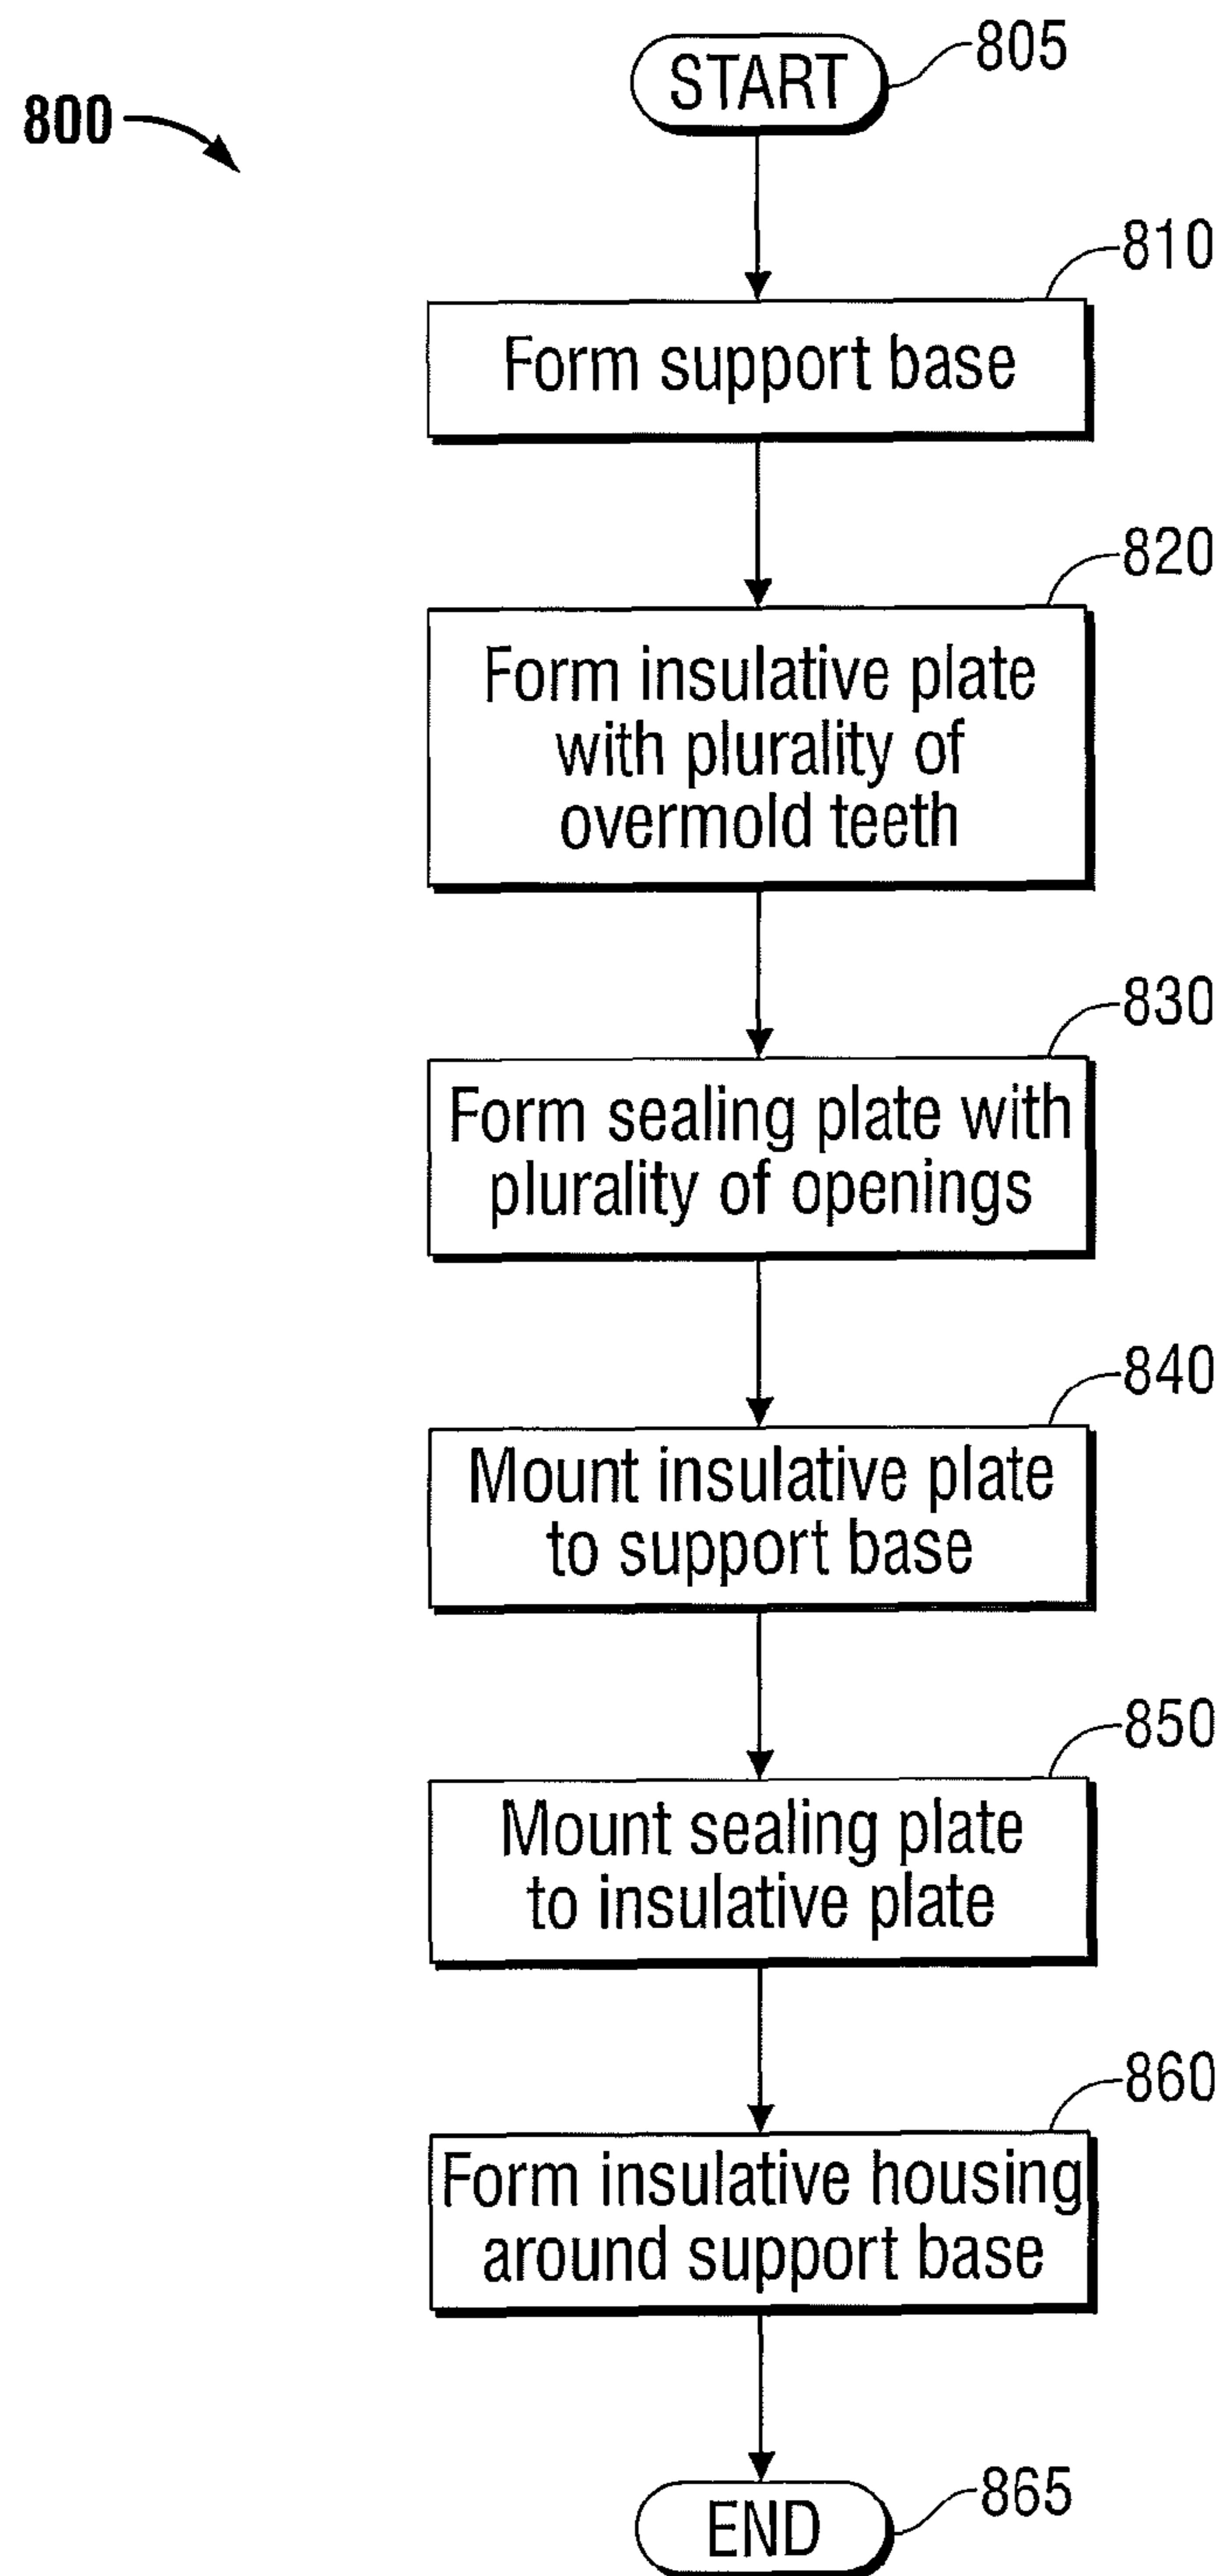 START
805
800
810
Form support base
820
Form insulative plate
with plurality of
overmold teeth
830
Form sealing plate with
plurality of openings
840
Mount insulative plate
to support base
850
Mount sealing plate
to insulative plate
860
Form insulative housing
around support base
END
865